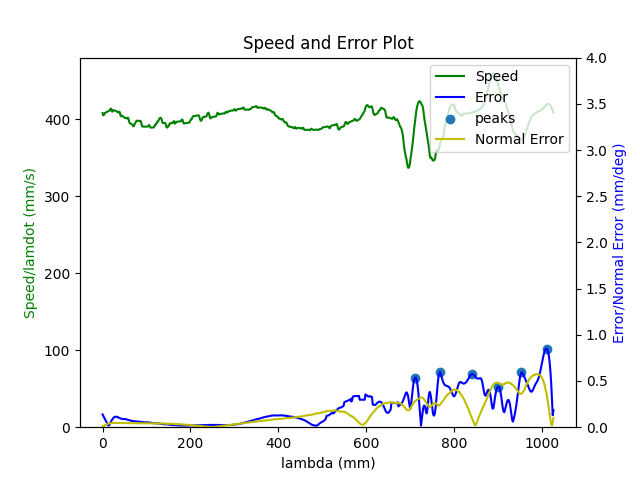 Speed and Error Plot
Speed
Error
peaks
Normal Error
Speed/lamdot (mm/s)
400
300
200
100
0
Error/Normal Error (mm/deg)
4.0
3.5
3.0
2.5
2.0
1.5
1.0
0.5
0.0
0
200
400
600
800
1000
lambda (mm)